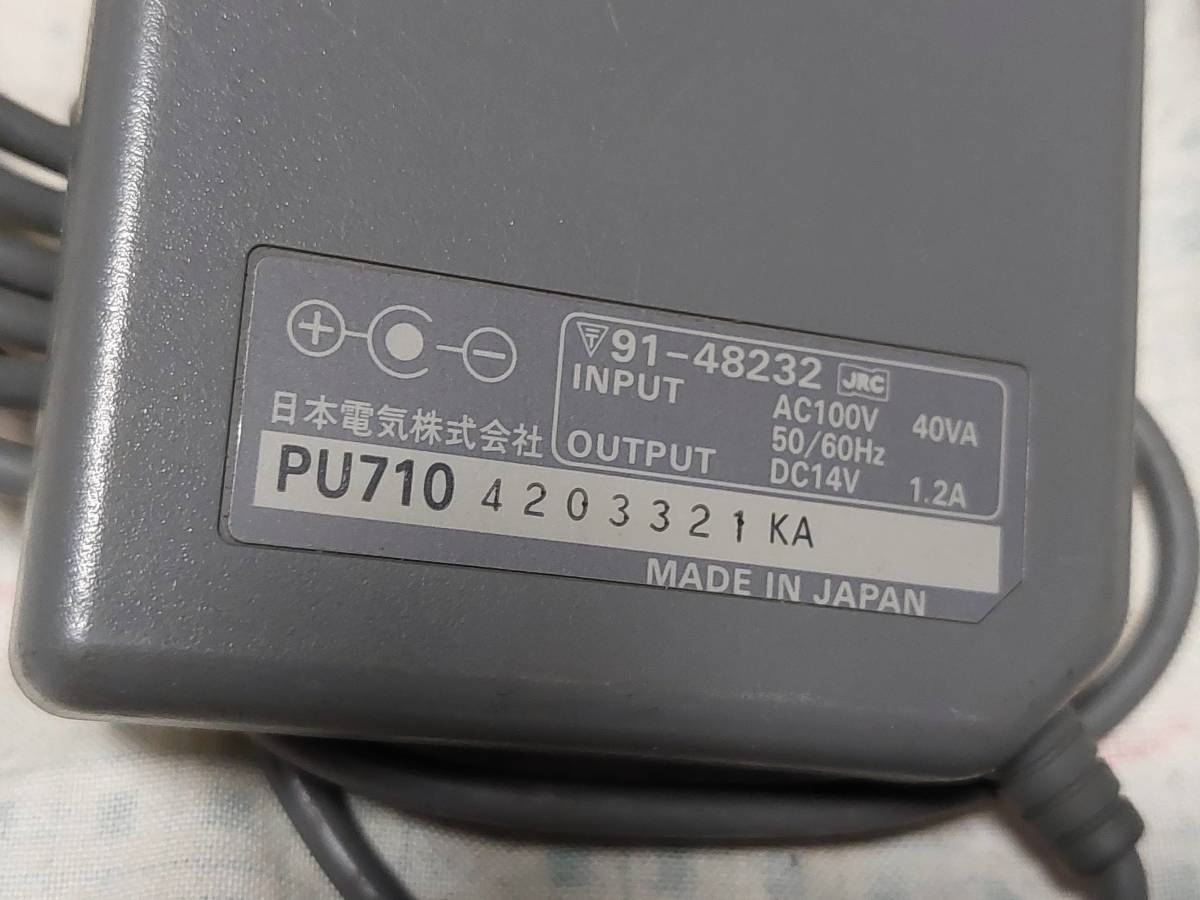 + −
〒91-48232 JRC
INPUT AC100V 40VA
50/60Hz
OUTPUT DC14V 1.2A
日本電気株式会社
PU710 4203321KA
MADE IN JAPAN